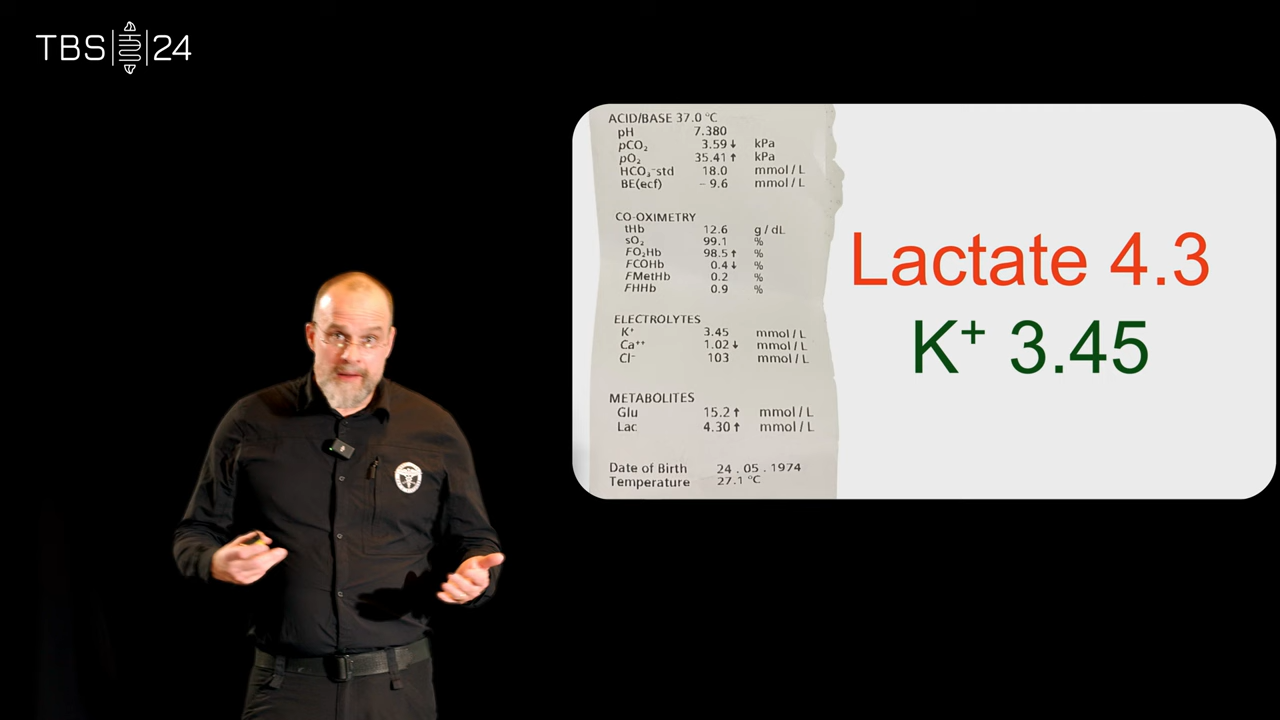 TBS 24
ACID/BASE 37.0 °C
pH 7.380
pCO₂ 3.59 ↓ kPa
pO₂ 35.41 ↑ kPa
HCO₃⁻std 18.0 mmol / L
BE(ecf) – 9.6 mmol / L
CO-OXIMETRY
tHb 12.6 g / dL
sO₂ 99.1 %
FO₂Hb 98.5 ↑ %
FCOHb 0.4 ↓ %
FMetHb 0.2 %
FHHb 0.9 %
ELECTROLYTES
K⁺ 3.45 mmol / L
Ca⁺⁺ 1.02 ↓ mmol / L
Cl⁻ 103 mmol / L
METABOLITES
Glu 15.2 ↑ mmol / L
Lac 4.30 ↑ mmol / L
Date of Birth 24 . 05 . 1974
Temperature 27.1 °C
Lactate 4.3
K⁺ 3.45